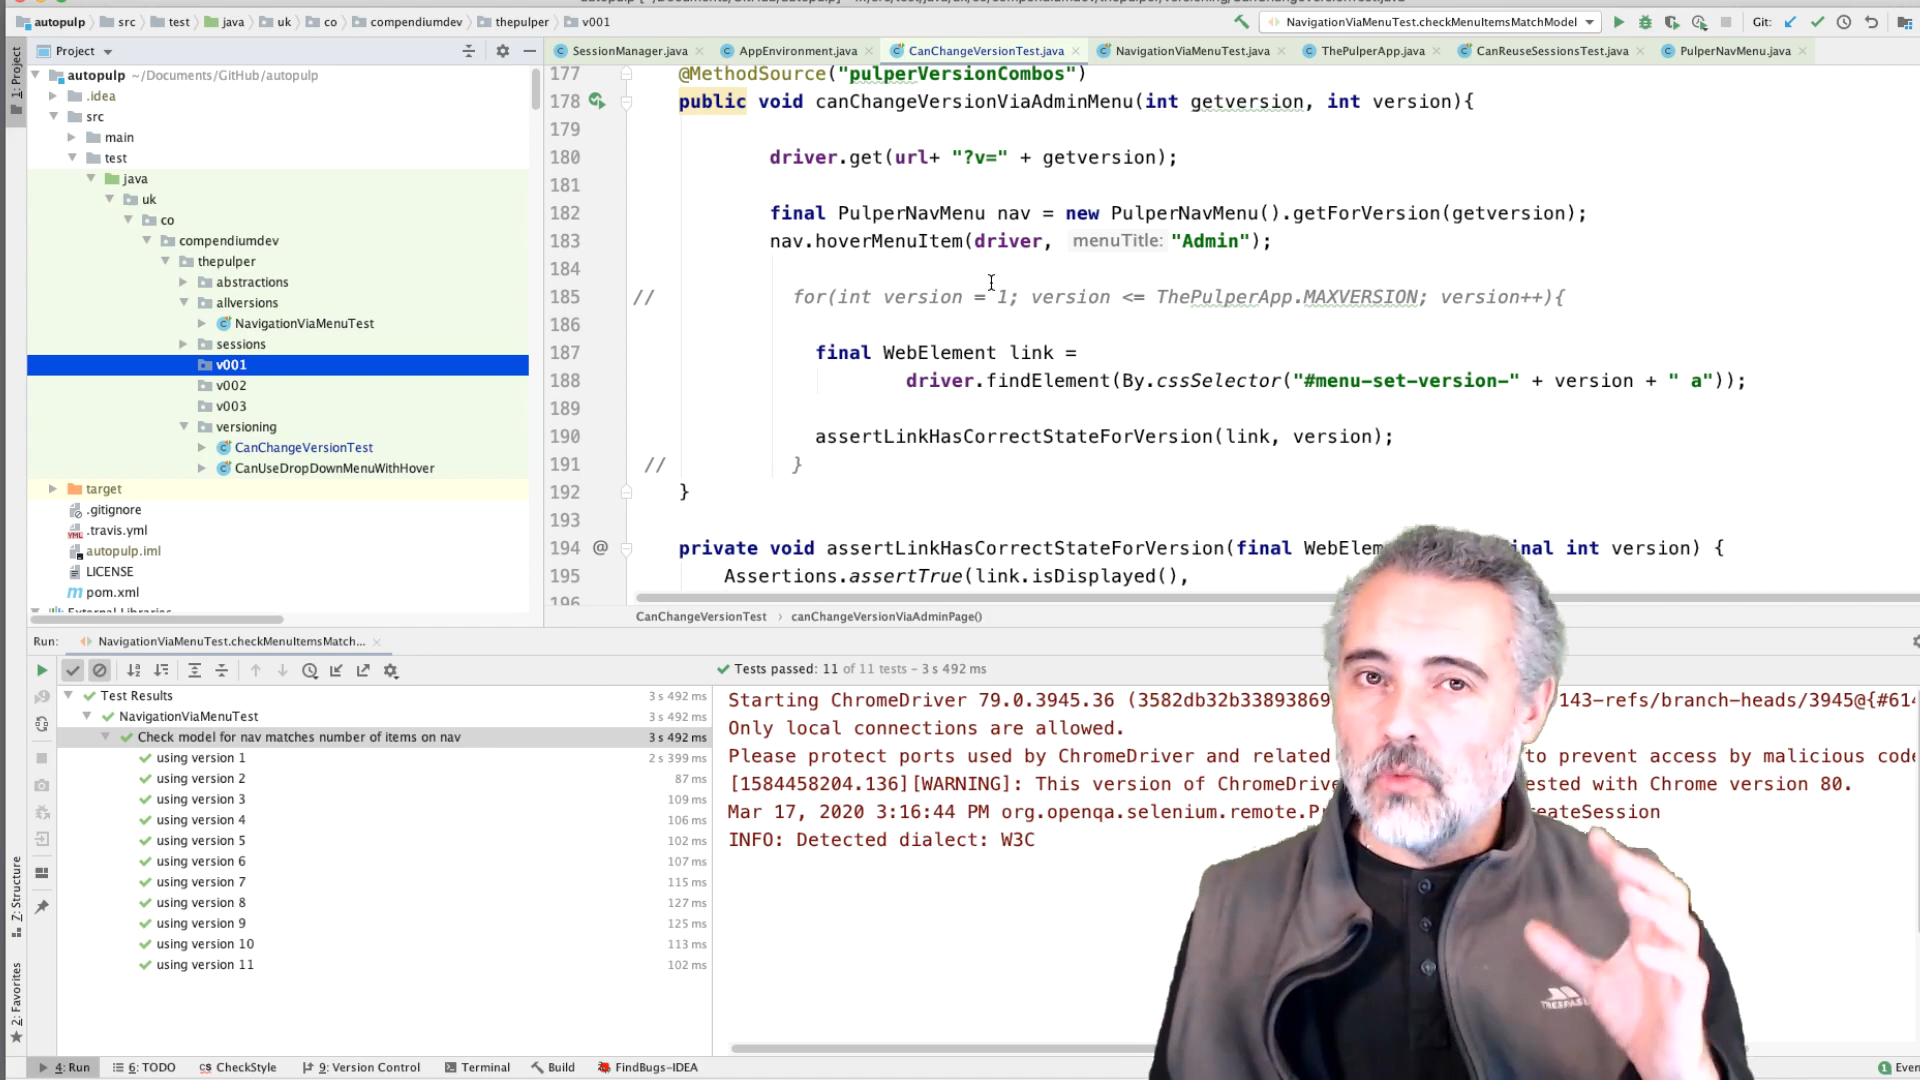 autopulp
src
test
java
uk
co
compendiumdev
thepulper
v001
NavigationViaMenuTest.checkMenuItemsMatchModel
Git:
1: Project
Project
SessionManager.java
AppEnvironment.java
CanChangeVersionTest.java
NavigationViaMenuTest.java
ThePulperApp.java
CanReuseSessionsTest.java
PulperNavMenu.java
autopulp ~/Documents/GitHub/autopulp
.idea
src
main
test
java
uk
co
compendiumdev
thepulper
abstractions
allversions
NavigationViaMenuTest
sessions
v001
v002
v003
versioning
CanChangeVersionTest
CanUseDropDownMenuWithHover
target
.gitignore
.travis.yml
autopulp.iml
LICENSE
pom.xml
External Libraries
177 @MethodSource("pulperVersionCombos")
178 public void canChangeVersionViaAdminMenu(int getversion, int version){
179
180 driver.get(url+ "?v=" + getversion);
181
182 final PulperNavMenu nav = new PulperNavMenu().getForVersion(getversion);
183 nav.hoverMenuItem(driver, menuTitle: "Admin");
184
185 // for(int version = 1; version <= ThePulperApp.MAXVERSION; version++){
186
187 final WebElement link =
188 driver.findElement(By.cssSelector("#menu-set-version-" + version + " a"));
189
190 assertLinkHasCorrectStateForVersion(link, version);
191 // }
192 }
193
194 @ private void assertLinkHasCorrectStateForVersion(final WebElem inal int version) {
195 Assertions.assertTrue(link.isDisplayed(),
196
CanChangeVersionTest › canChangeVersionViaAdminPage()
Run: NavigationViaMenuTest.checkMenuItemsMatch...
Tests passed: 11 of 11 tests – 3 s 492 ms
Test Results 3 s 492 ms
NavigationViaMenuTest 3 s 492 ms
Check model for nav matches number of items on nav 3 s 492 ms
using version 1 2 s 399 ms
using version 2 87 ms
using version 3 109 ms
using version 4 106 ms
using version 5 102 ms
using version 6 107 ms
using version 7 115 ms
using version 8 127 ms
using version 9 125 ms
using version 10 113 ms
using version 11 102 ms
Starting ChromeDriver 79.0.3945.36 (3582db32b33893869 143-refs/branch-heads/3945@{#614
Only local connections are allowed.
Please protect ports used by ChromeDriver and related to prevent access by malicious code
[1584458204.136][WARNING]: This version of ChromeDrive ested with Chrome version 80.
Mar 17, 2020 3:16:44 PM org.openqa.selenium.remote.Pr eateSession
INFO: Detected dialect: W3C
Z: Structure
2: Favorites
4: Run
6: TODO
CheckStyle
9: Version Control
Terminal
Build
FindBugs-IDEA
1 Even